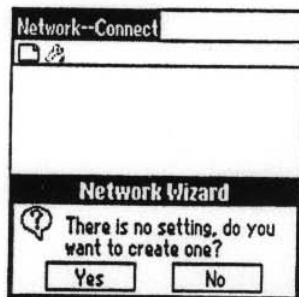 Network--Connect
Network Wizard
There is no setting, do you
want to create one?
Yes
No